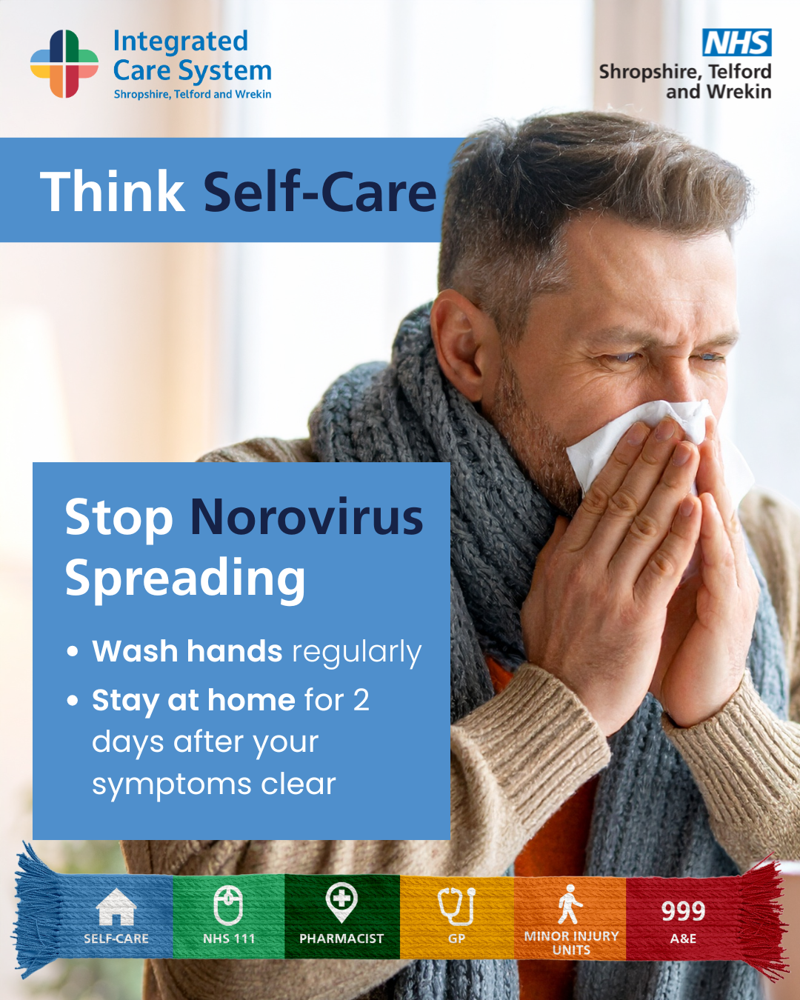 Integrated
Care System
Shropshire, Telford and Wrekin
NHS
Shropshire, Telford
and Wrekin
Think Self-Care
Stop Norovirus
Spreading
• Wash hands regularly
• Stay at home for 2
days after your
symptoms clear
SELF-CARE
NHS 111
PHARMACIST
GP
MINOR INJURY
UNITS
999
A&E